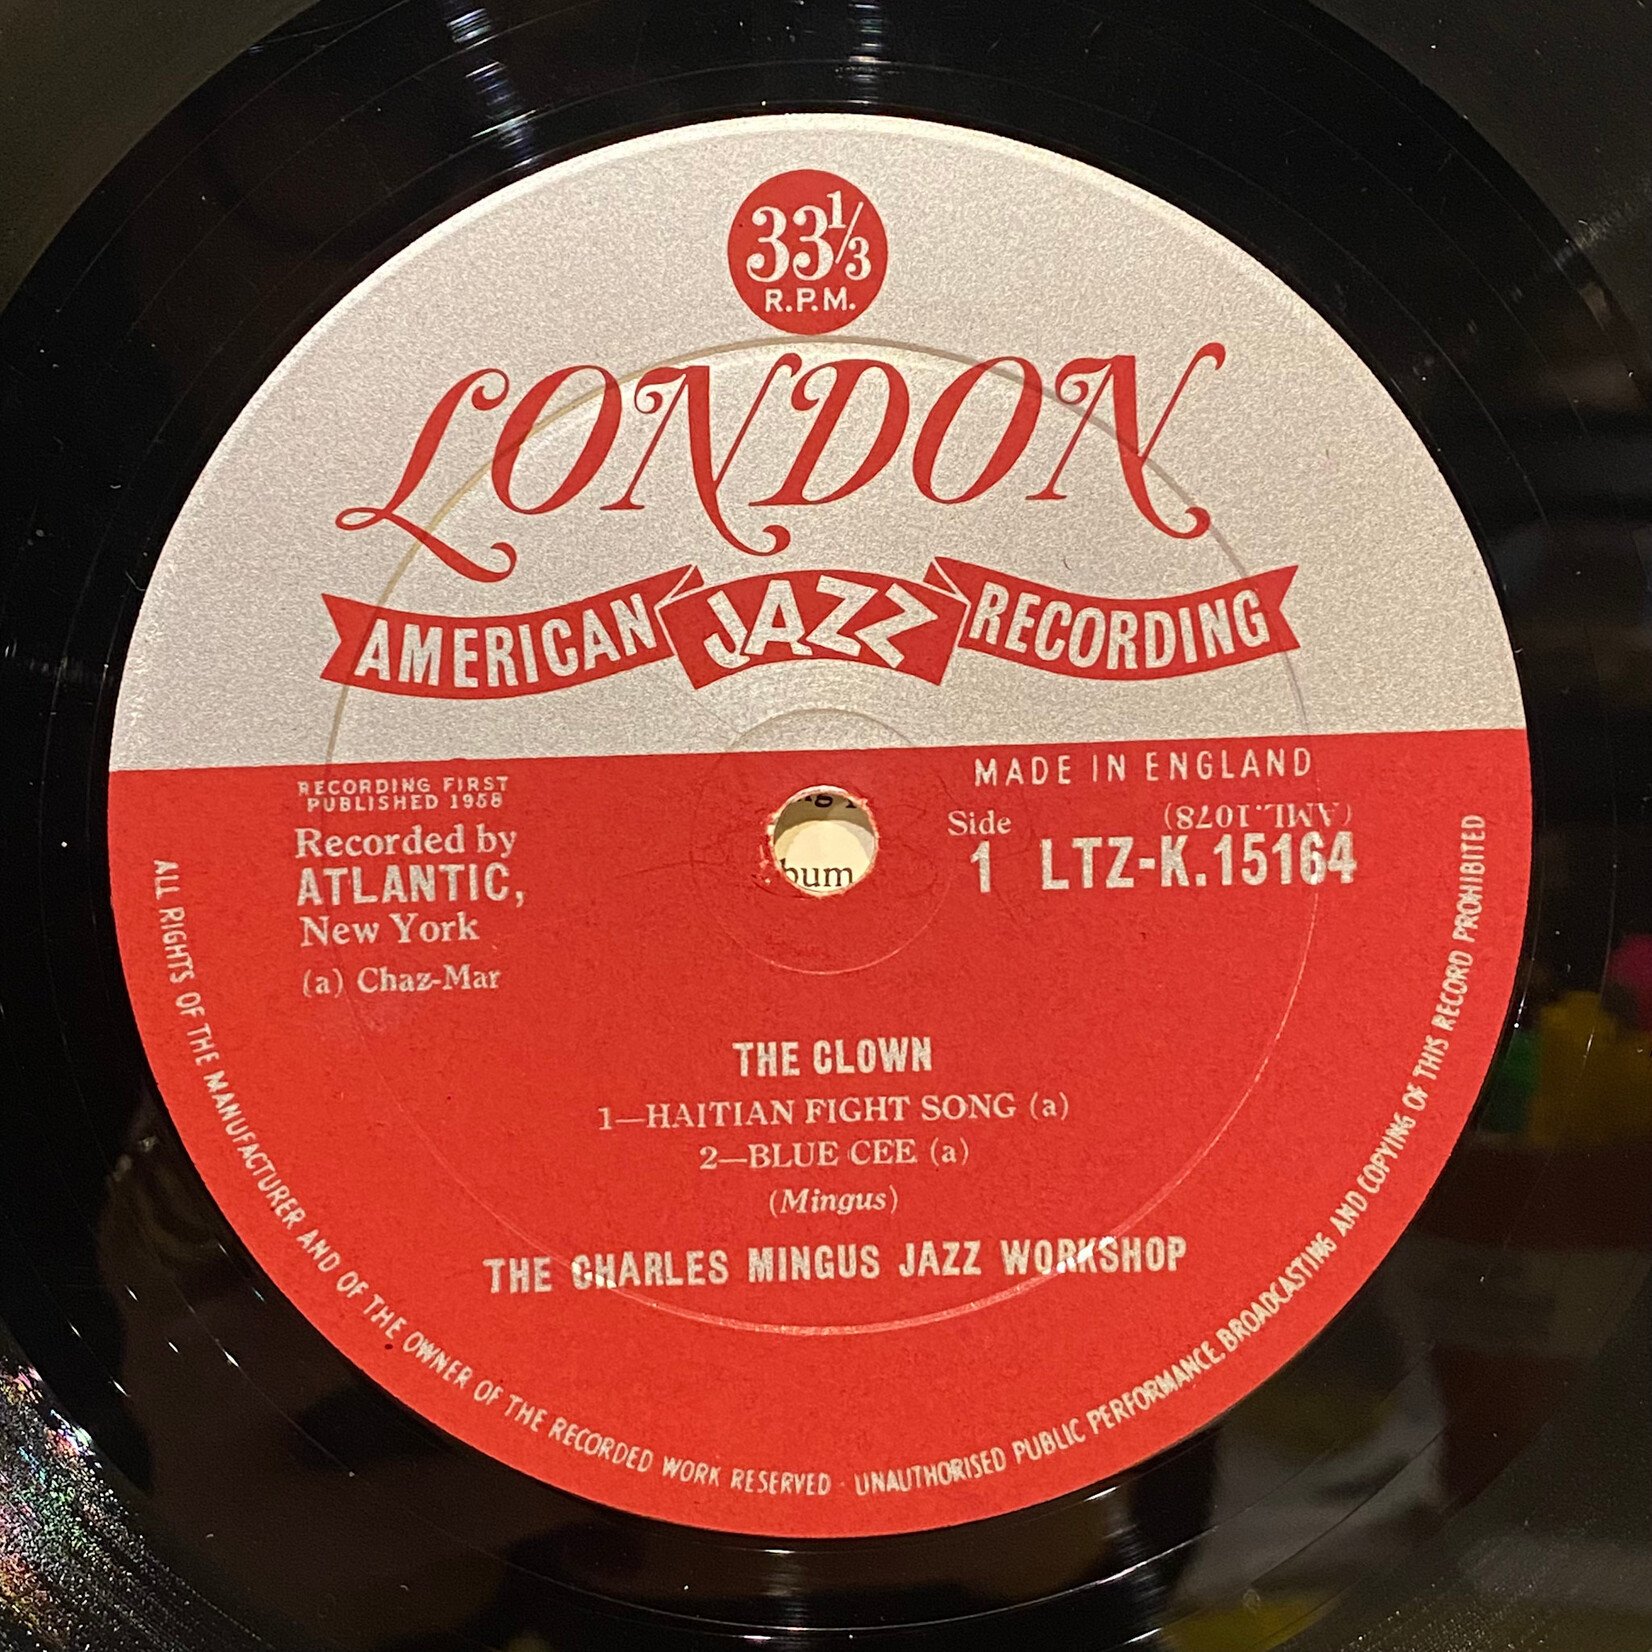 33 1/3
R.P.M.
LONDON
AMERICAN JAZZ RECORDING
MADE IN ENGLAND
RECORDING FIRST
PUBLISHED 1958
Recorded by
ATLANTIC,
New York
(a) Chaz-Mar
(AML.1078)
Side
1 LTZ-K.15164
bum
THE CLOWN
1—HAITIAN FIGHT SONG (a)
2—BLUE CEE (a)
(Mingus)
THE CHARLES MINGUS JAZZ WORKSHOP
ALL RIGHTS OF THE MANUFACTURER AND OF THE OWNER OF THE RECORDED WORK RESERVED · UNAUTHORISED PUBLIC PERFORMANCE, BROADCASTING AND COPYING OF THIS RECORD PROHIBITED